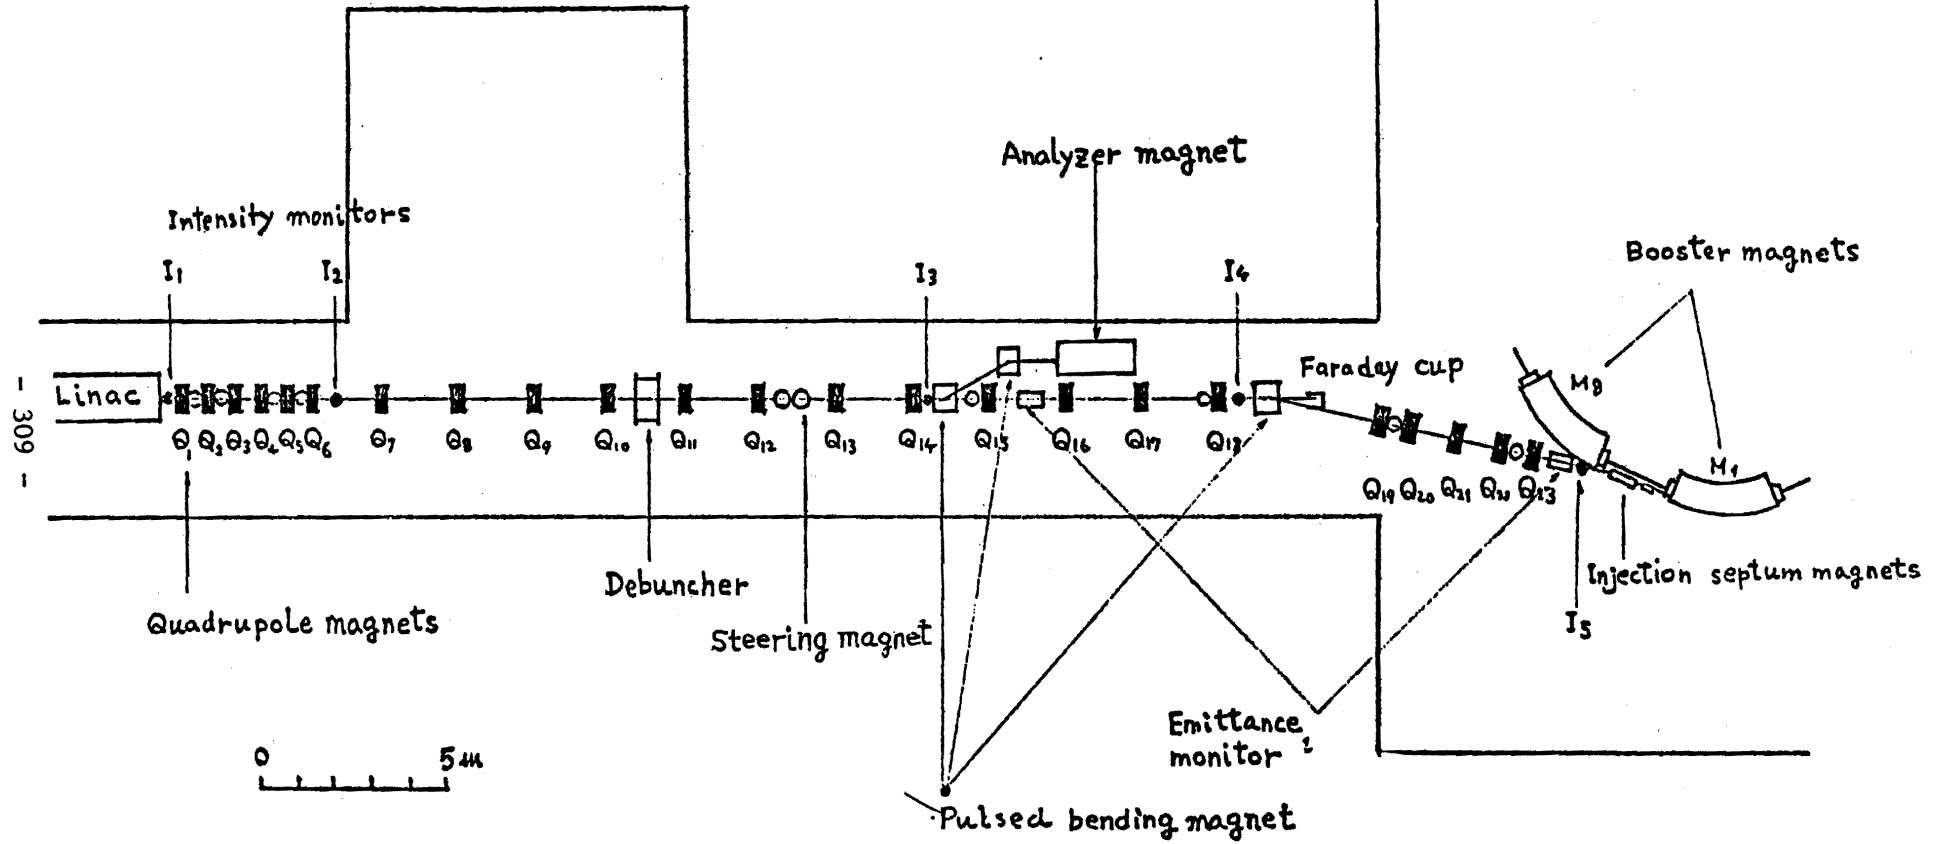 Analyzer magnet
Intensity monitors
I1 I2 I3 I4
Booster magnets
Linac
Faraday cup
M8
M1
Q1 Q2 Q3 Q4 Q5 Q6 Q7 Q8 Q9 Q10 Q11 Q12 Q13 Q14 Q15 Q16 Q17 Q18
Q19 Q20 Q21 Q22 Q23
- 309 -
Injection septum magnets
I5
Debuncher
Quadrupole magnets
Steering magnet
Emittance
monitor
0 5m
Pulsed bending magnet